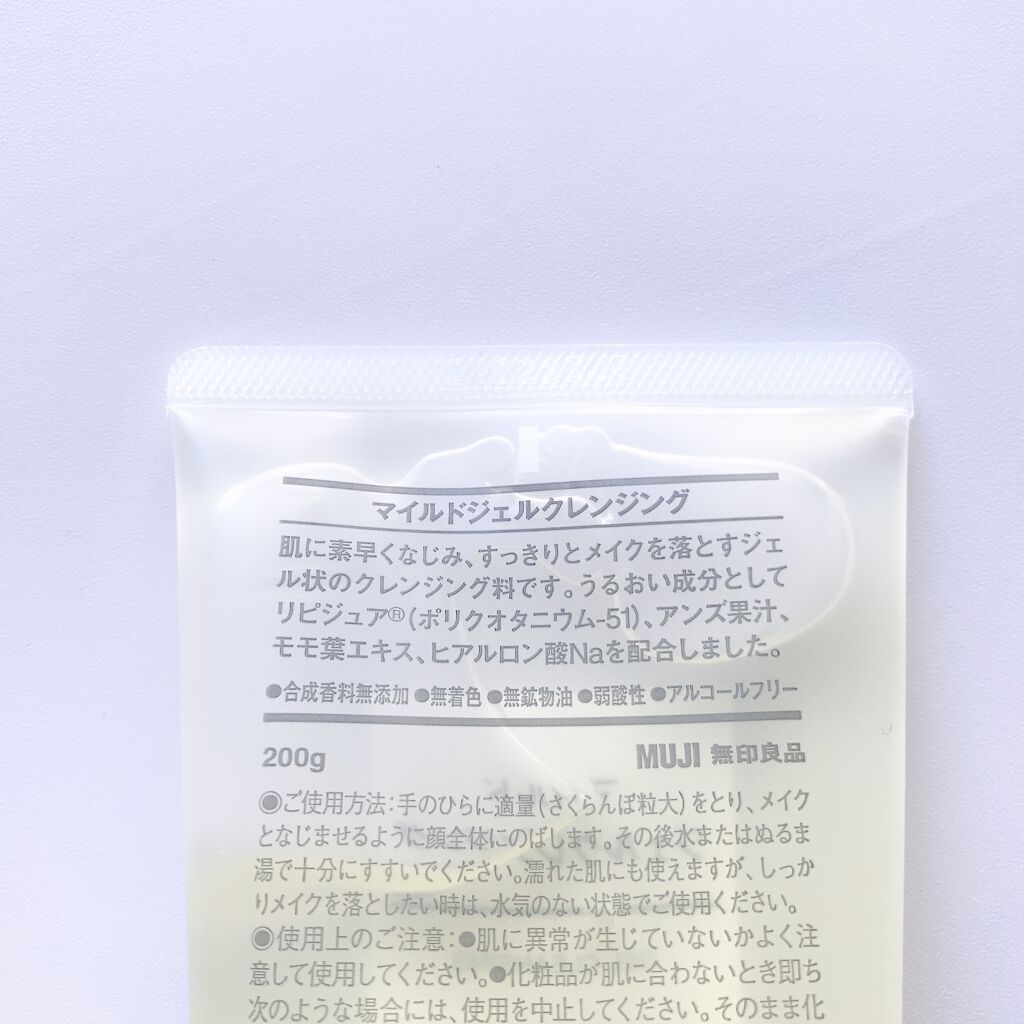 マイルドジェルクレンジング
肌に素早くなじみ、すっきりとメイクを落とすジェ
ル状のクレンジング料です。うるおい成分として
リピジュア®(ポリクオタニウム-51)、アンズ果汁、
モモ葉エキス、ヒアルロン酸Naを配合しました。
●合成香料無添加 ●無着色 ●無鉱物油 ●弱酸性 ●アルコールフリー
200g MUJI 無印良品
◉ご使用方法:手のひらに適量(さくらんぼ粒大)をとり、メイク
となじませるように顔全体にのばします。その後水またはぬるま
湯で十分にすすいでください。濡れた肌にも使えますが、しっか
りメイクを落としたい時は、水気のない状態でご使用ください。
◉使用上のご注意:●肌に異常が生じていないかよく注
意して使用してください。●化粧品が肌に合わないとき即ち
次のような場合には、使用を中止してください。そのまま化